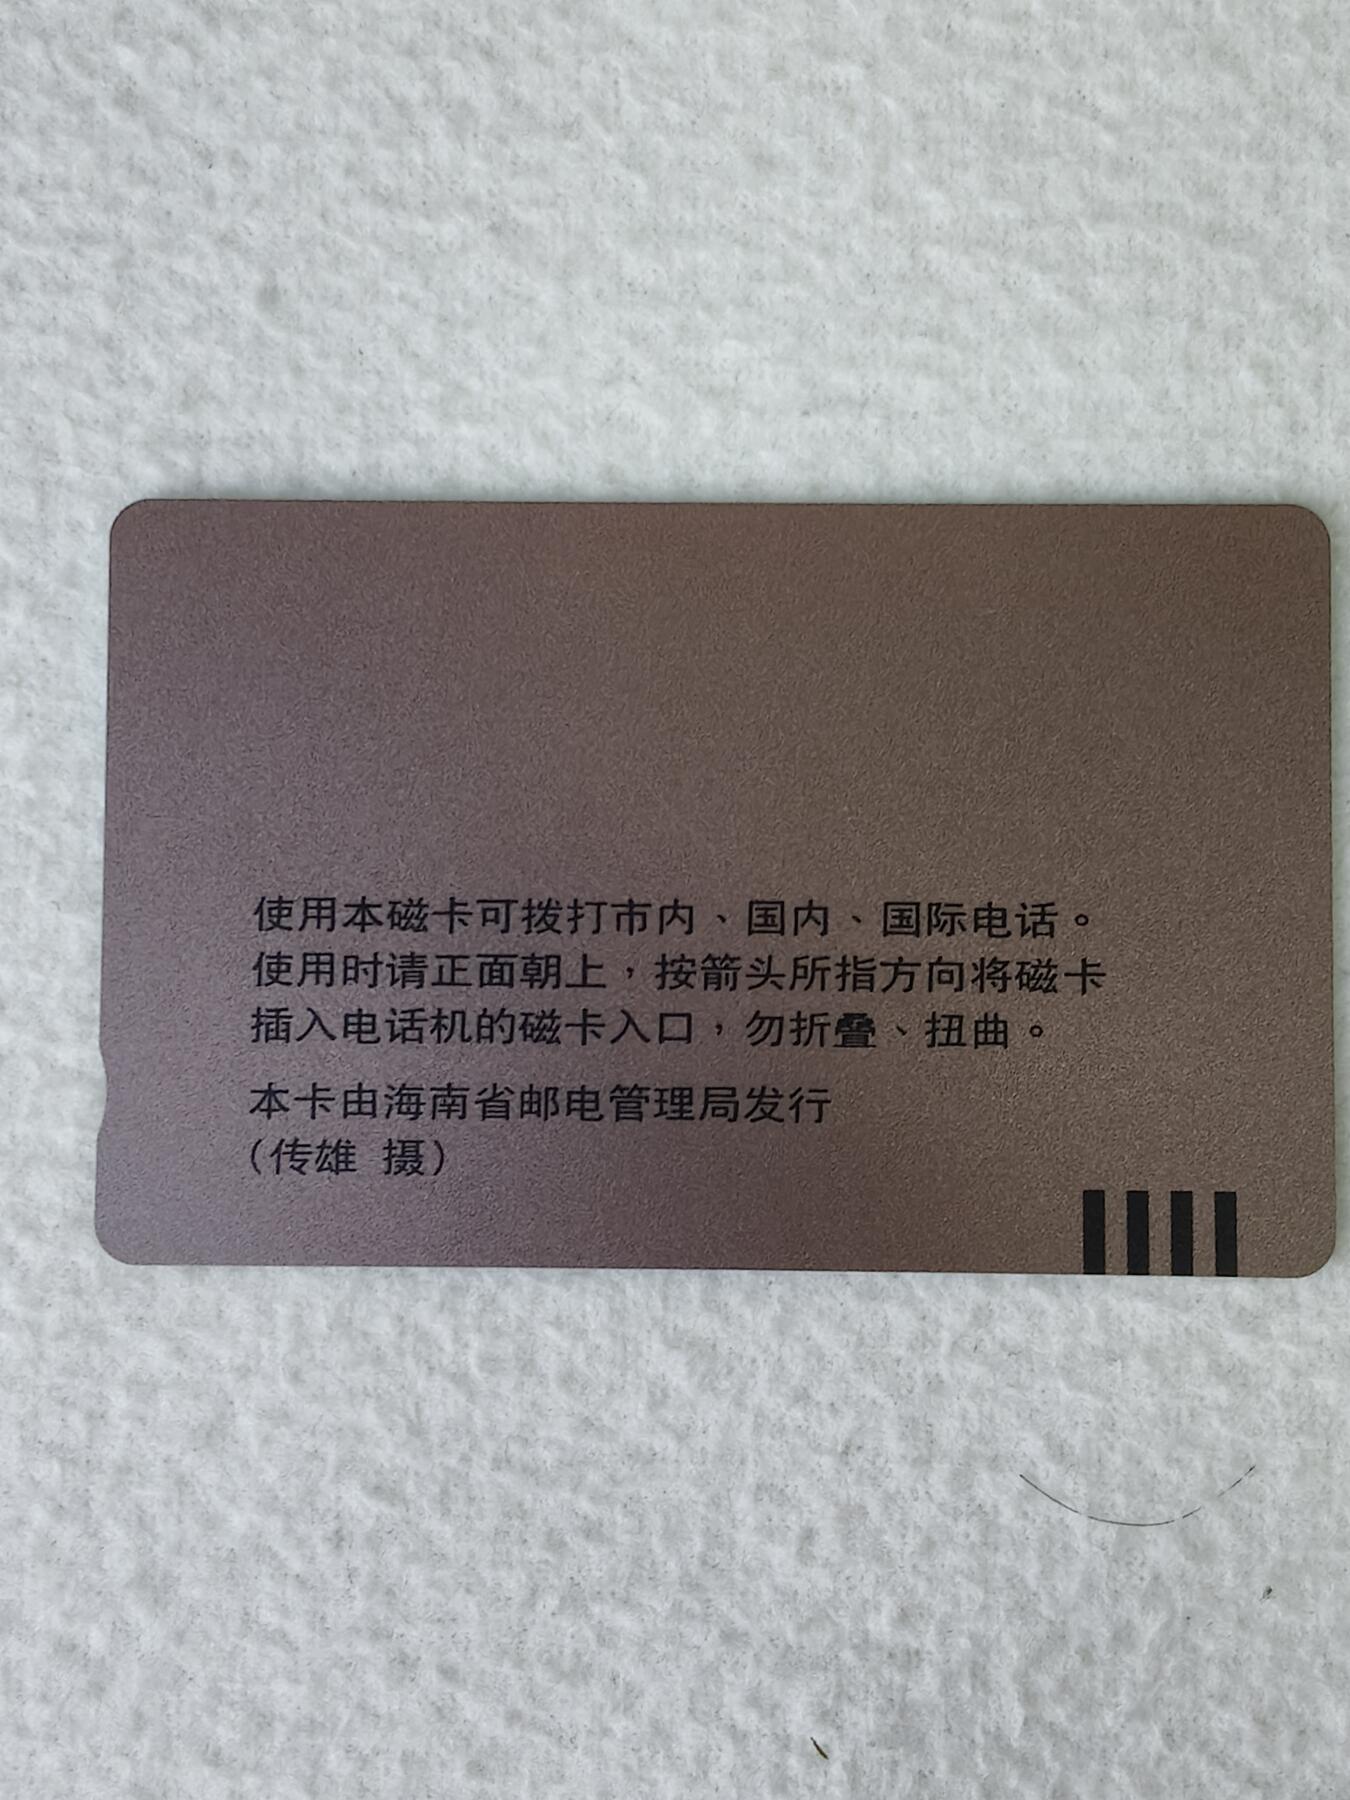 使用本磁卡可拨打市内、国内、国际电话。
使用时请正面朝上，按箭头所指方向将磁卡
插入电话机的磁卡入口，勿折叠、扭曲。
本卡由海南省邮电管理局发行
(传雄 摄)